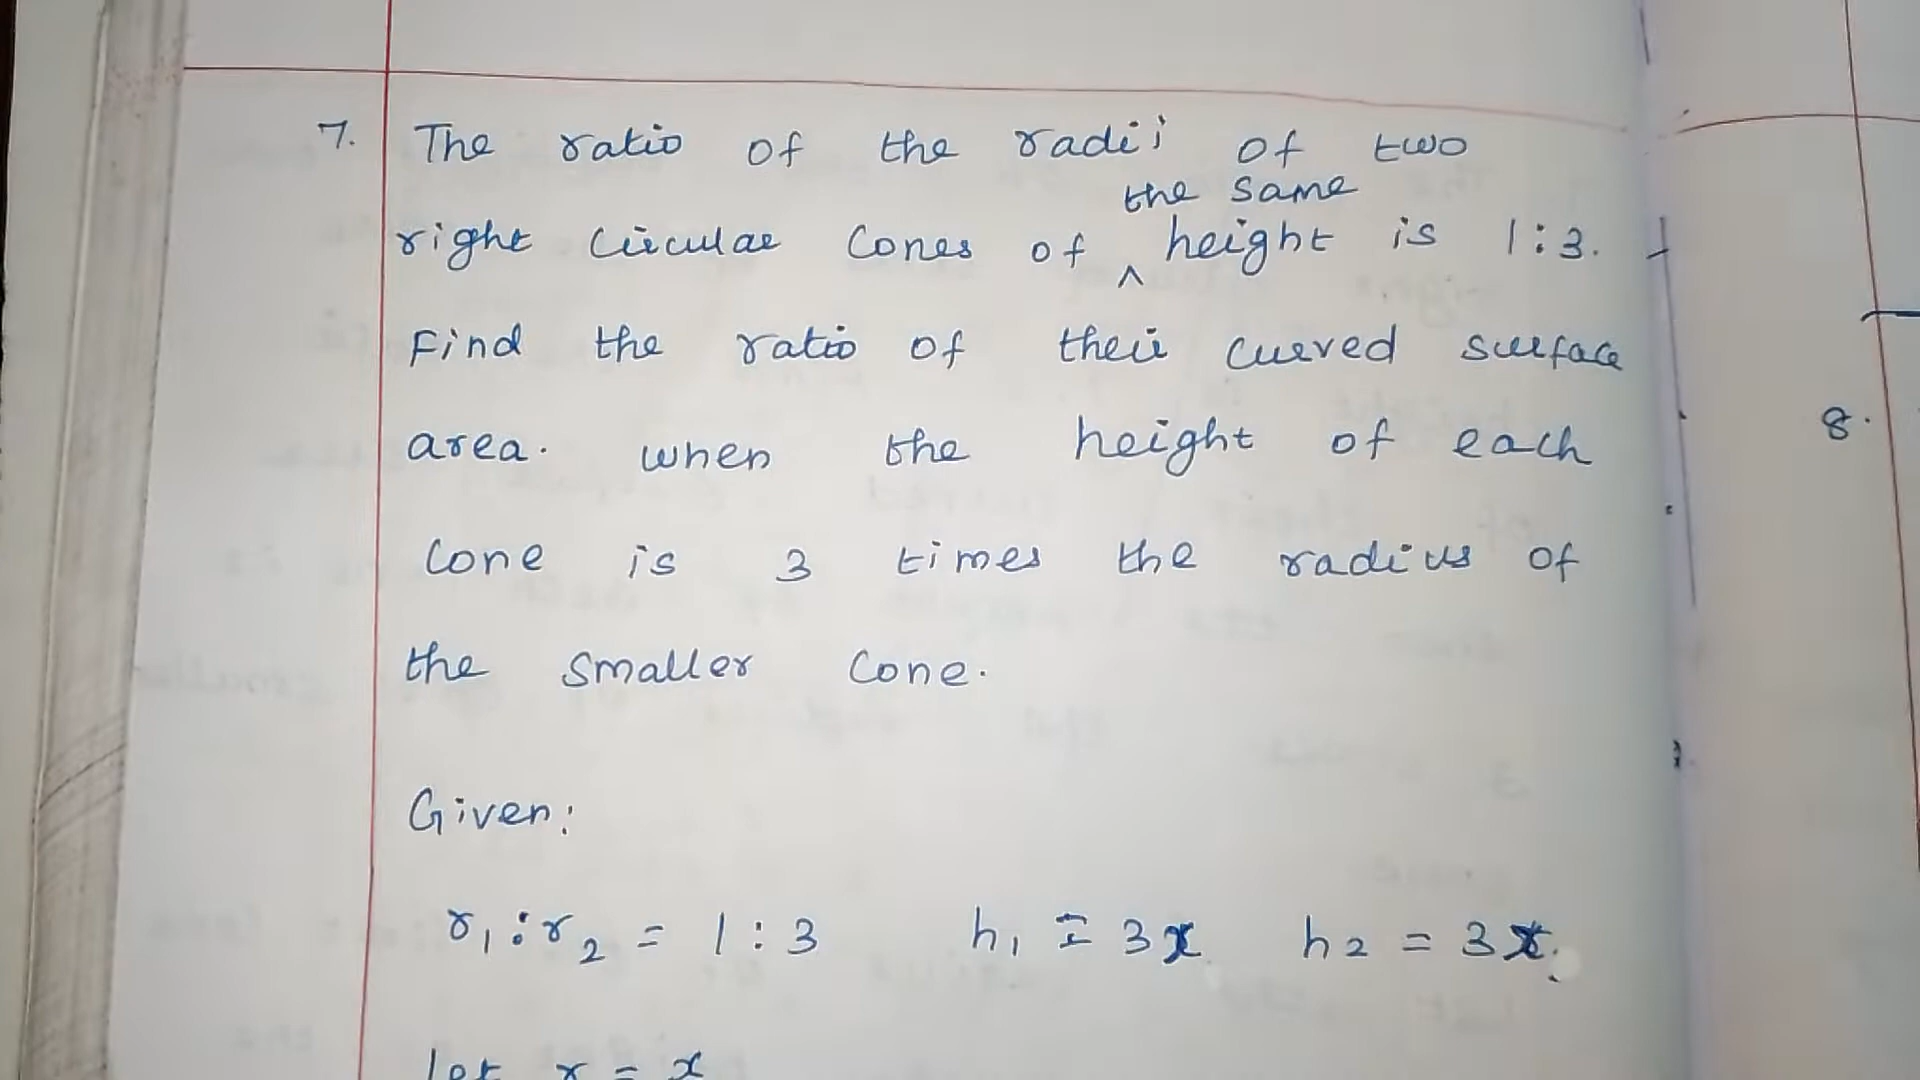 7. The ratio of the radii of two
the same
right circular cones of ^ height is 1:3.
Find the ratio of their curved surface
area. when the height of each
cone is 3 times the radius of
the smaller cone.
Given:
r₁:r₂ = 1:3 h₁ = 3x h₂ = 3x.
let r = x
8.